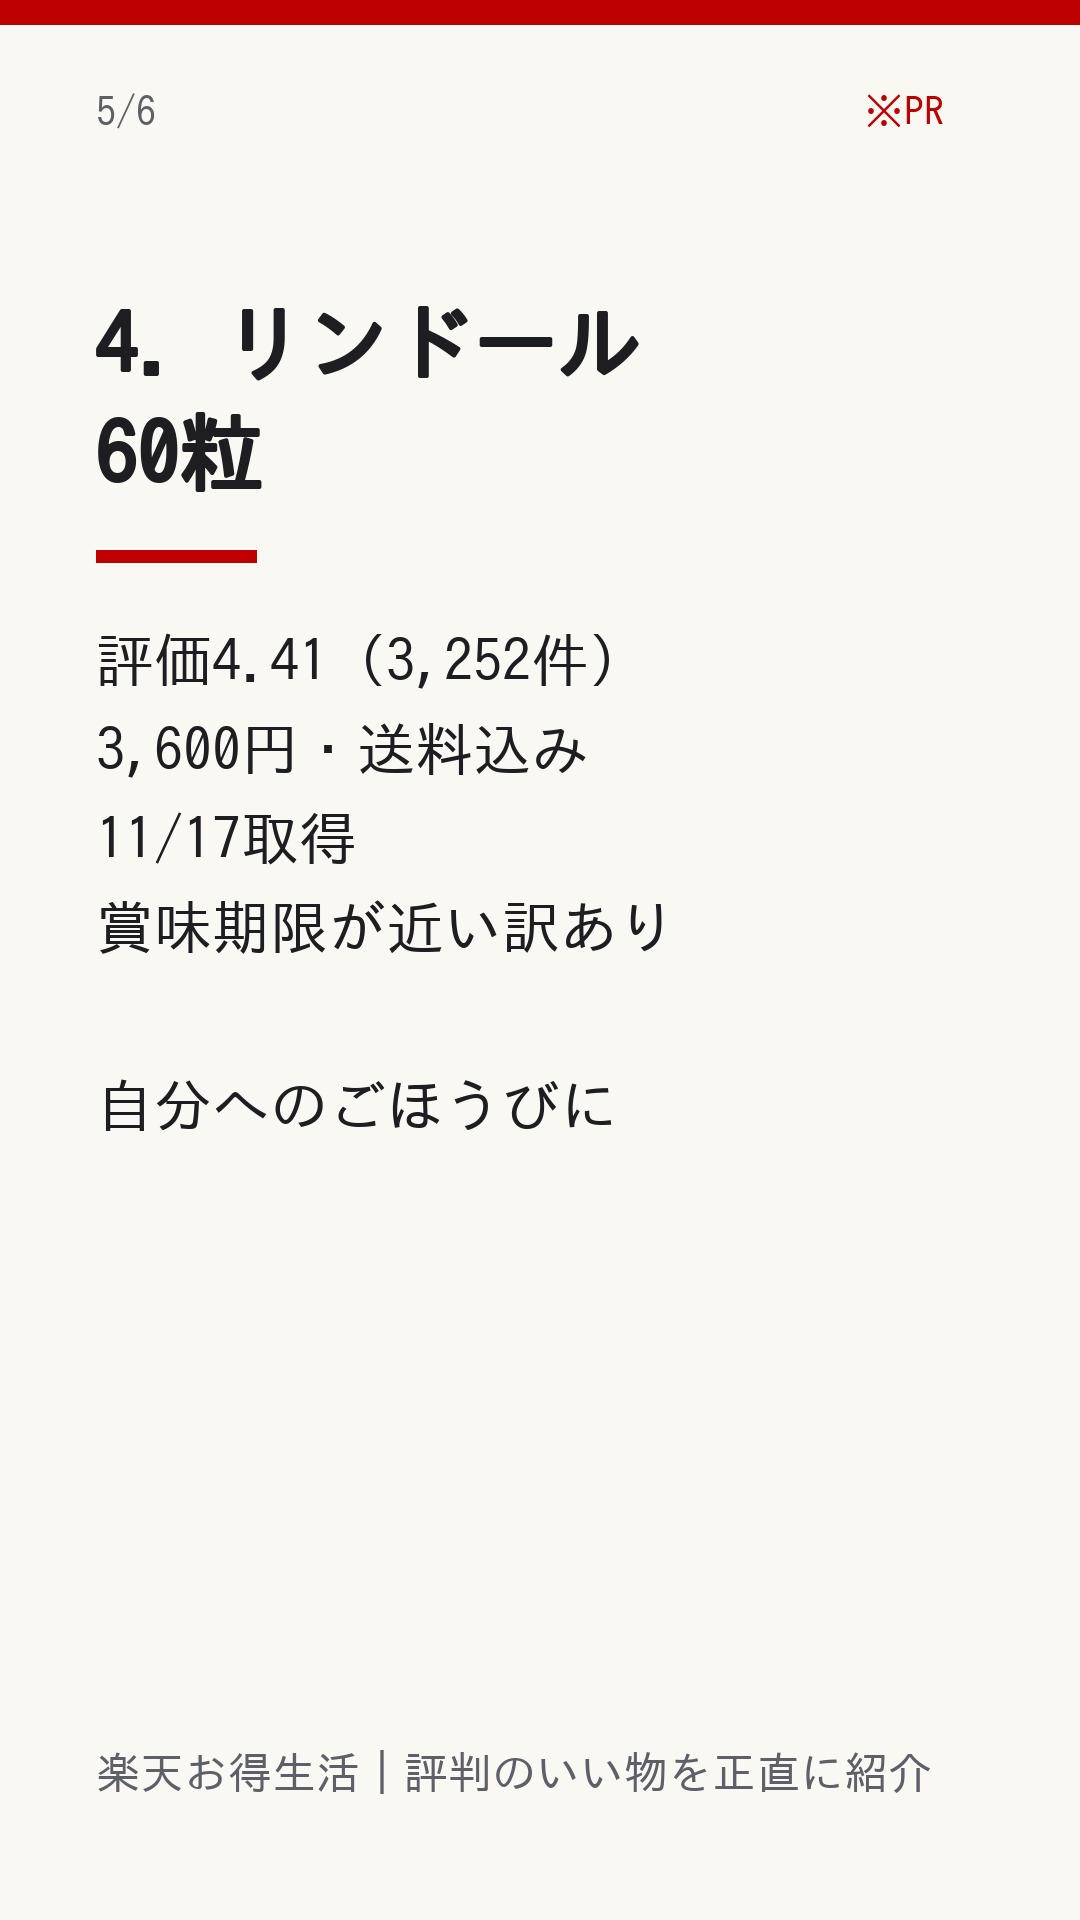 5/6
※PR
4. リンドール
60粒
評価4.41（3,252件）
3,600円・送料込み
11/17取得
賞味期限が近い訳あり
自分へのごほうびに
楽天お得生活｜評判のいい物を正直に紹介